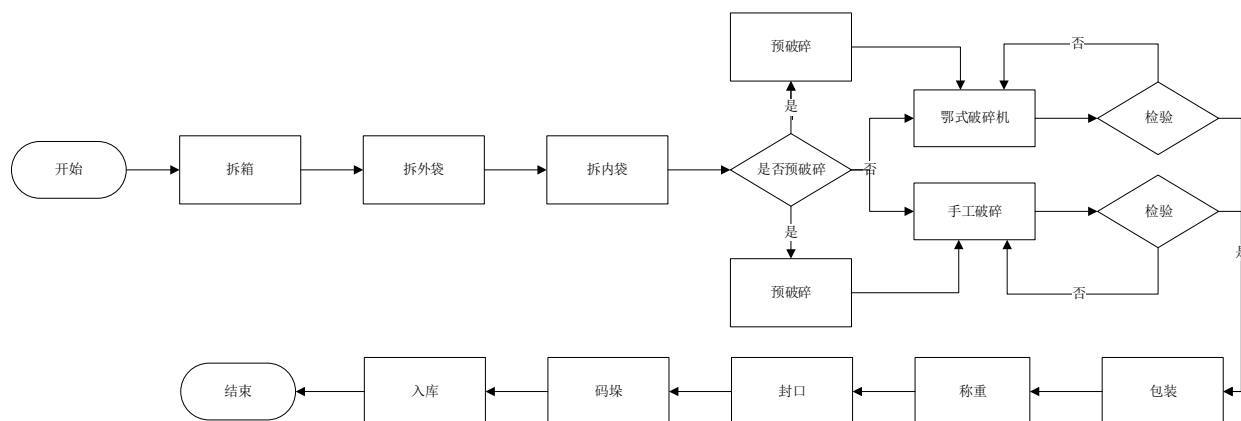 开始
拆箱
拆外袋
拆内袋
是否预破碎
是
预破碎
是
预破碎
否
鄂式破碎机
手工破碎
检验
否
检验
否
是
包装
称重
封口
码垛
入库
结束